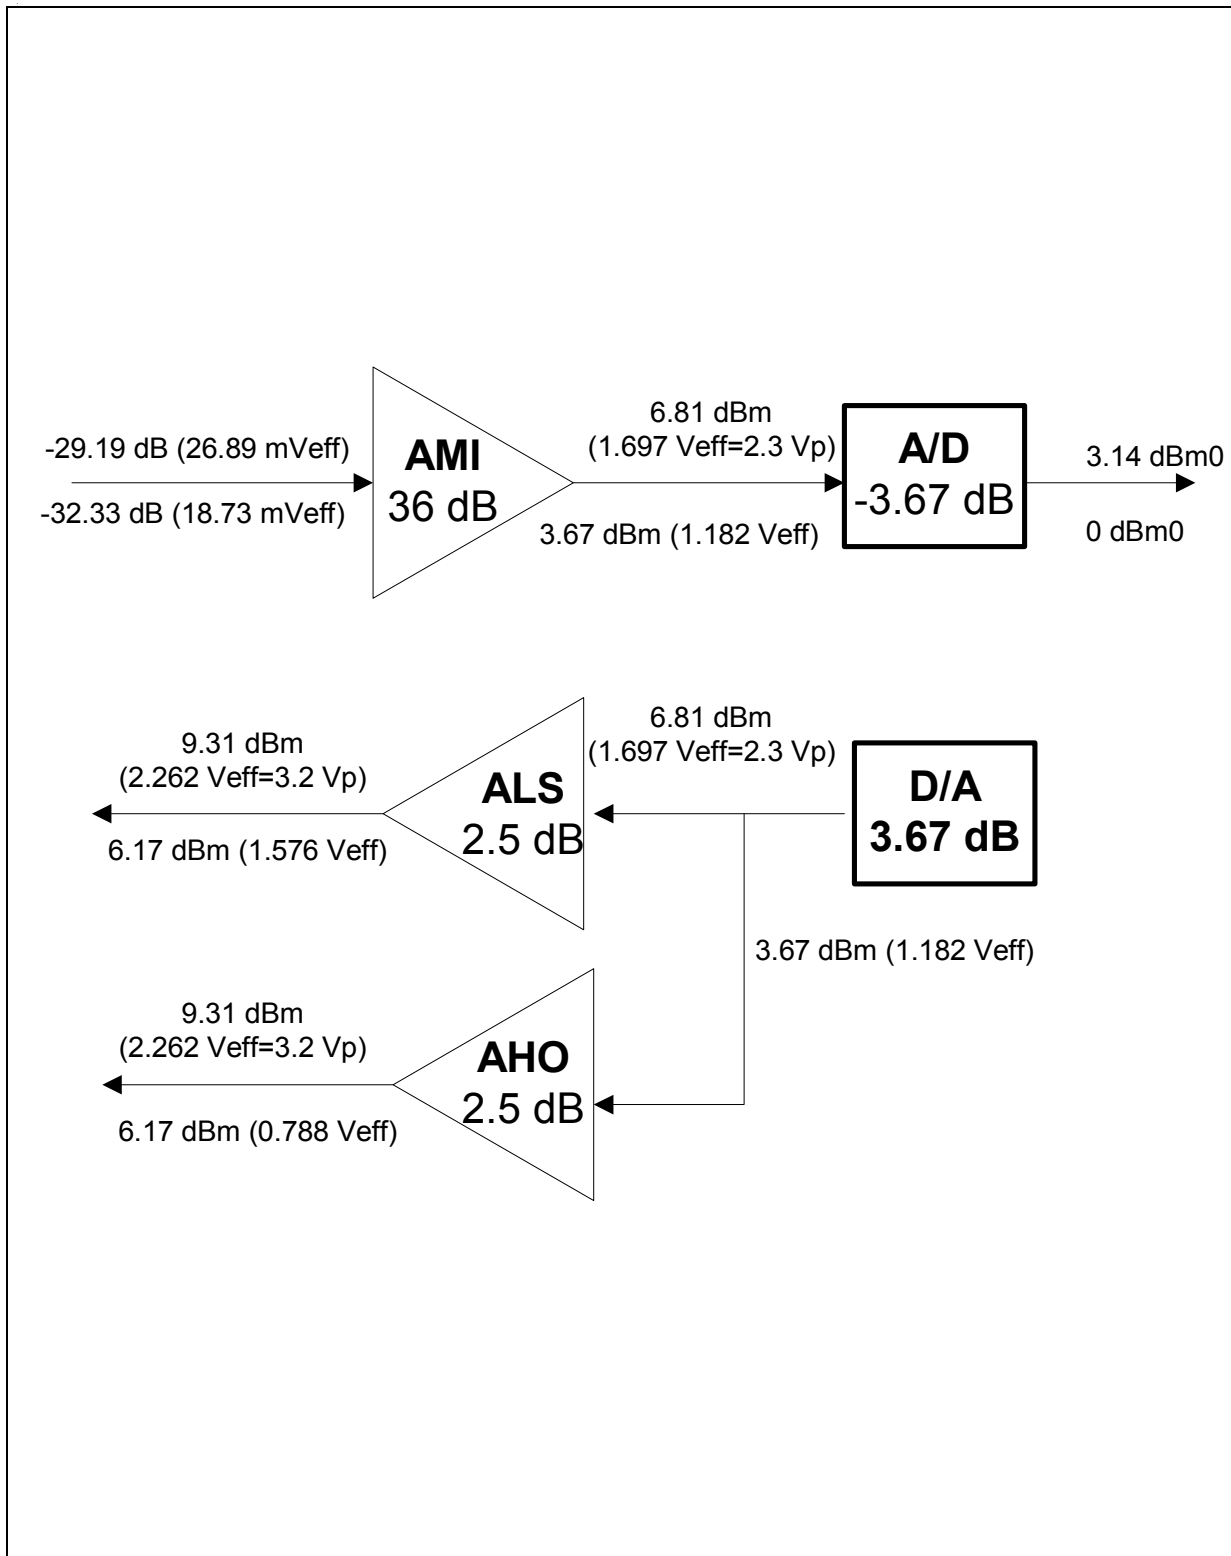 6.81 dBm
(1.697 Veff=2.3 Vp)
-29.19 dB (26.89 mVeff)
AMI
A/D
3.14 dBm0
36 dB
-3.67 dB
-32.33 dB (18.73 mVeff)
3.67 dBm (1.182 Veff)
0 dBm0
6.81 dBm
(1.697 Veff=2.3 Vp)
9.31 dBm
(2.262 Veff=3.2 Vp)
ALS
2.5 dB
D/A
3.67 dB
6.17 dBm (1.576 Veff)
3.67 dBm (1.182 Veff)
9.31 dBm
(2.262 Veff=3.2 Vp)
AHO
2.5 dB
6.17 dBm (0.788 Veff)